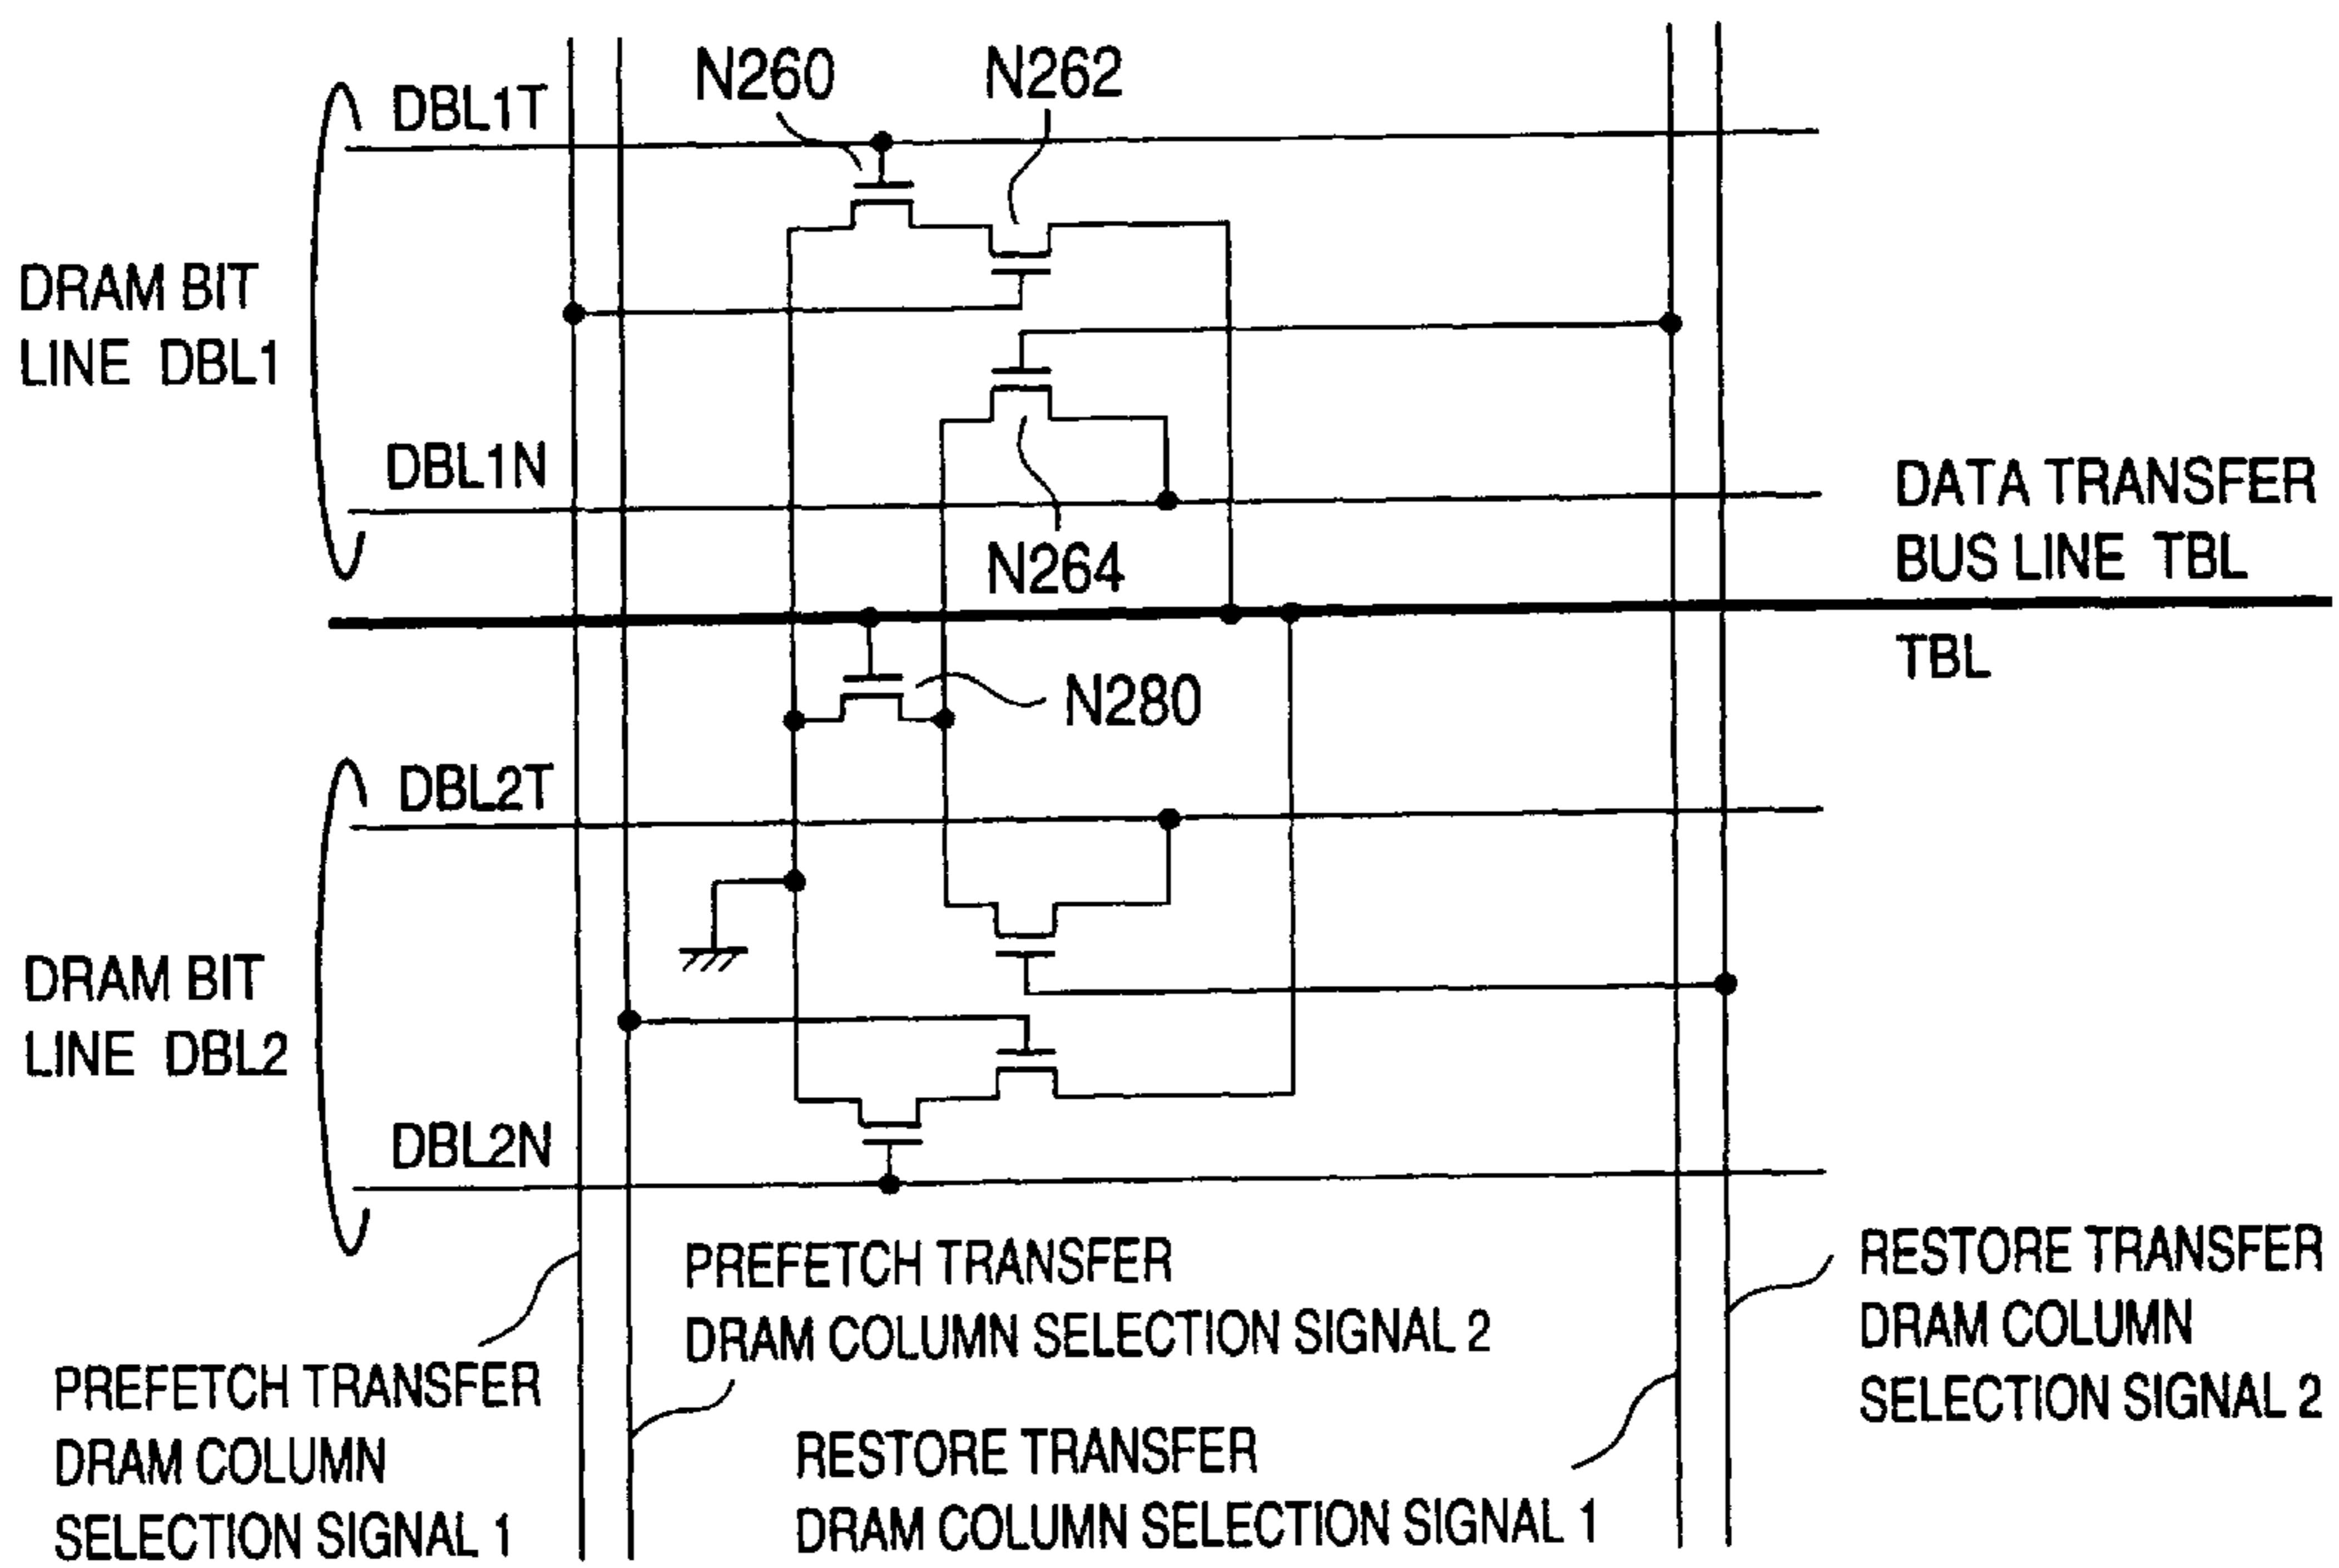 N260
N262
DBL1T
DRAM BIT
LINE DBL1
DBL1N
N264
DATA TRANSFER
BUS LINE TBL
TBL
N280
DBL2T
DRAM BIT
LINE DBL2
DBL2N
PREFETCH TRANSFER
DRAM COLUMN SELECTION SIGNAL 2
RESTORE TRANSFER
DRAM COLUMN
SELECTION SIGNAL 2
PREFETCH TRANSFER
DRAM COLUMN
SELECTION SIGNAL 1
RESTORE TRANSFER
DRAM COLUMN SELECTION SIGNAL 1